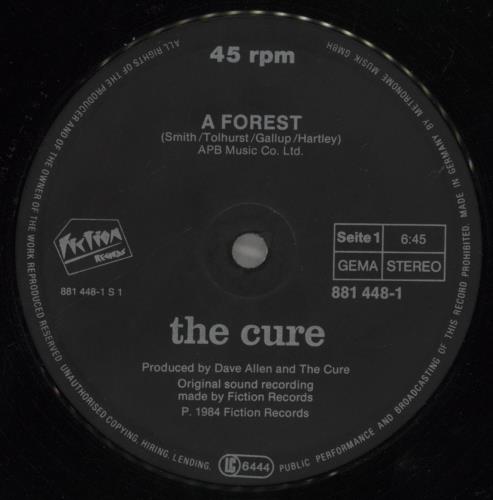 45 rpm
A FOREST
(Smith/Tolhurst/Gallup/Hartley)
APB Music Co. Ltd.
FICTION
RECORDS
881 448-1 S 1
Seite 1
6:45
GEMA
STEREO
881 448-1
the cure
Produced by Dave Allen and The Cure
Original sound recording
made by Fiction Records
P. 1984 Fiction Records
LC 6444
ALL RIGHTS OF THE PRODUCER AND OF THE OWNER OF THE WORK REPRODUCED RESERVED. UNAUTHORISED COPYING, HIRING, LENDING, PUBLIC PERFORMANCE AND BROADCASTING OF THIS RECORD PROHIBITED. MADE IN GERMANY BY METRONOME MUSIK GMBH